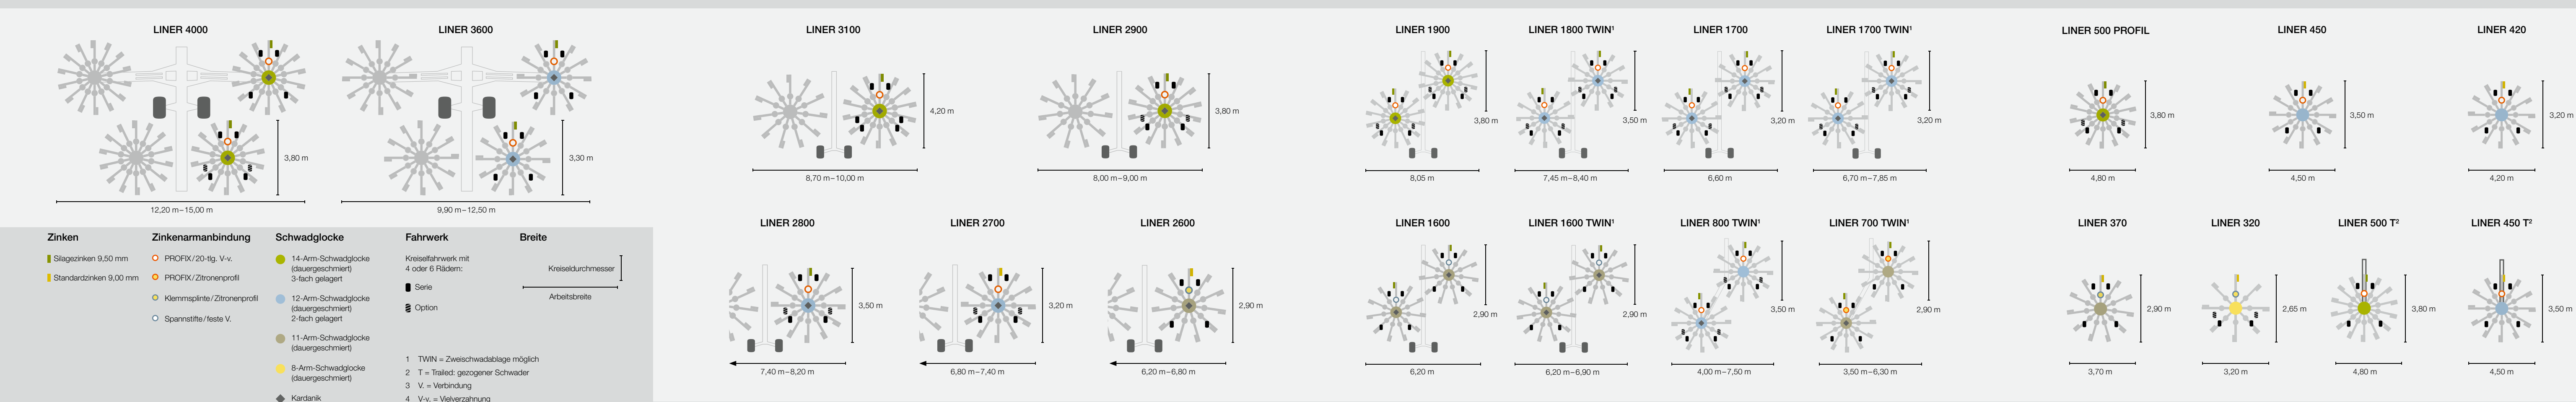 LINER 4000
LINER 3600
3,80 m
3,30 m
12,20 m – 15,00 m
9,90 m – 12,50 m
LINER 3100
LINER 2900
4,20 m
3,80 m
8,70 m – 10,00 m
8,00 m – 9,00 m
LINER 1900
LINER 1800 TWIN¹
LINER 1700
LINER 1700 TWIN¹
3,80 m
3,50 m
3,20 m
3,20 m
8,05 m
7,45 m – 8,40 m
6,60 m
6,70 m – 7,85 m
LINER 500 PROFIL
LINER 450
LINER 420
3,80 m
3,50 m
3,20 m
4,80 m
4,50 m
4,20 m
Zinken
Silagezinken 9,50 mm
Standardzinken 9,00 mm
Zinkenarmanbindung
PROFIX / 20-tlg. V-v.
PROFIX / Zitronenprofil
Klemmsplinte / Zitronenprofil
Spannstifte / feste V.
Schwadglocke
14-Arm-Schwadglocke
(dauergeschmiert)
3-fach gelagert
12-Arm-Schwadglocke
(dauergeschmiert)
2-fach gelagert
11-Arm-Schwadglocke
(dauergeschmiert)
8-Arm-Schwadglocke
(dauergeschmiert)
Kardanik
Fahrwerk
Kreiselfahrwerk mit
4 oder 6 Rädern:
Serie
Option
1 TWIN = Zweischwadablage möglich
2 T = Trailed: gezogener Schwader
3 V. = Verbindung
4 V-v. = Vielverzahnung
Breite
Kreiseldurchmesser
Arbeitsbreite
LINER 2800
LINER 2700
LINER 2600
3,50 m
3,20 m
2,90 m
7,40 m – 8,20 m
6,80 m – 7,40 m
6,20 m – 6,80 m
LINER 1600
LINER 1600 TWIN¹
LINER 800 TWIN¹
LINER 700 TWIN¹
2,90 m
2,90 m
3,50 m
2,90 m
6,20 m
6,20 m – 6,90 m
4,00 m – 7,50 m
3,50 m – 6,30 m
LINER 370
LINER 320
LINER 500 T²
LINER 450 T²
2,90 m
2,65 m
3,80 m
3,50 m
3,70 m
3,20 m
4,80 m
4,50 m